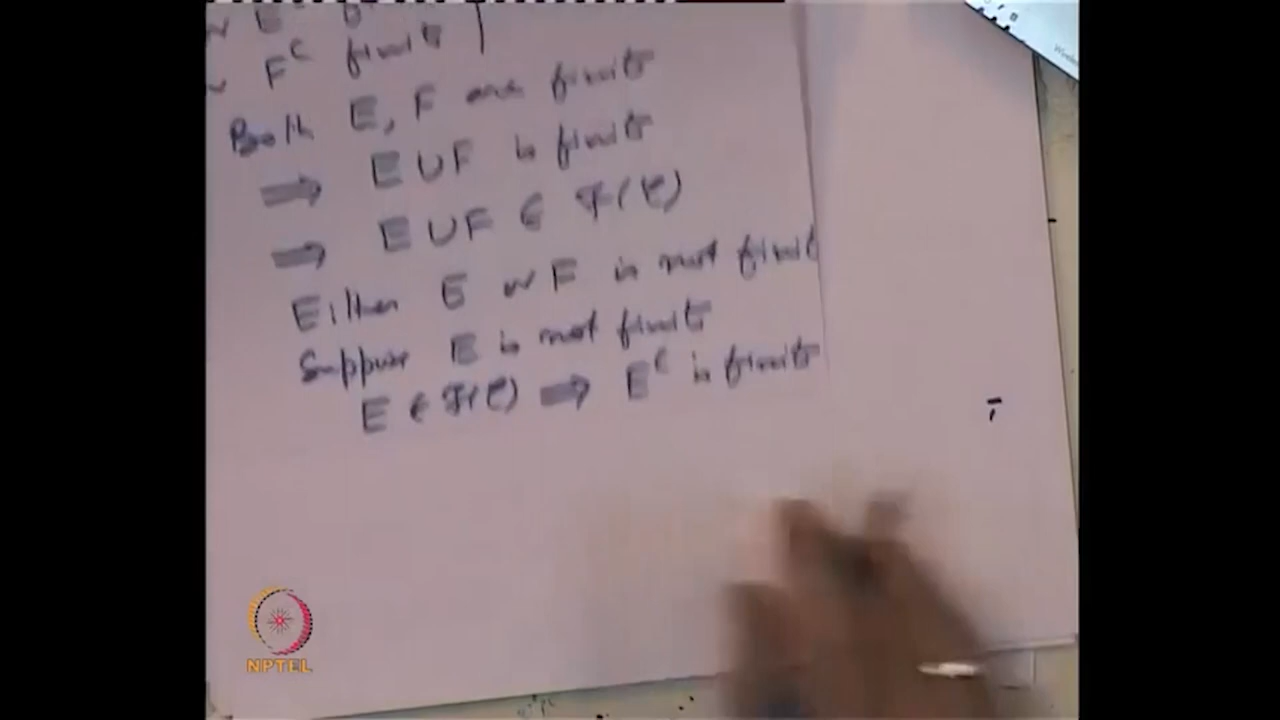 F^C finite
Both E, F are finite
⟹ E ∪ F is finite
⟹ E ∪ F ∈ 𝓕(𝒞)
Either E or F is not finite
Suppose E is not finite
E ∈ 𝓕(𝒞) ⟹ E^C is finite
NPTEL